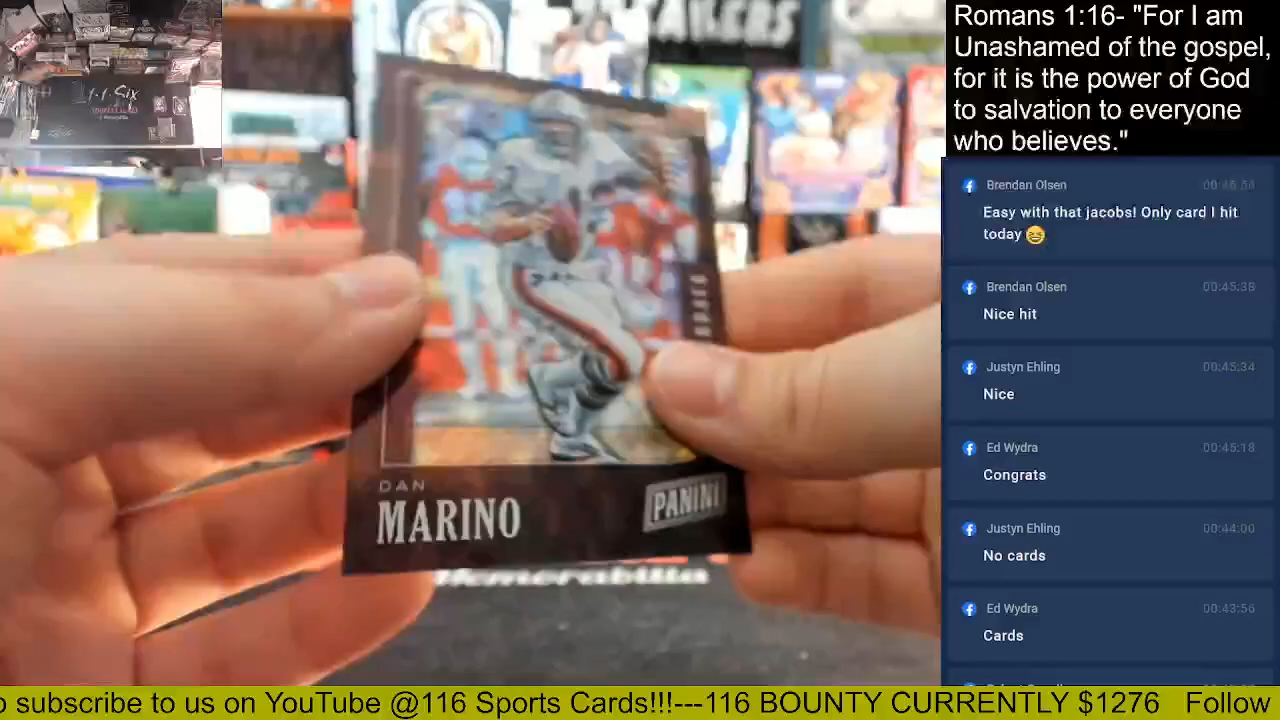 Romans 1:16- "For I am
Unashamed of the gospel,
for it is the power of God
to salvation to everyone
who believes."
Brendan Olsen 00:45:54
Easy with that jacobs! Only card I hit
today 😆
Brendan Olsen 00:45:38
Nice hit
Justyn Ehling 00:45:34
Nice
Ed Wydra 00:45:18
Congrats
Justyn Ehling 00:44:00
No cards
Ed Wydra 00:43:56
Cards
DAN
MARINO
PANINI
Memorabilia
subscribe to us on YouTube @116 Sports Cards!!!---116 BOUNTY CURRENTLY $1276 Follow